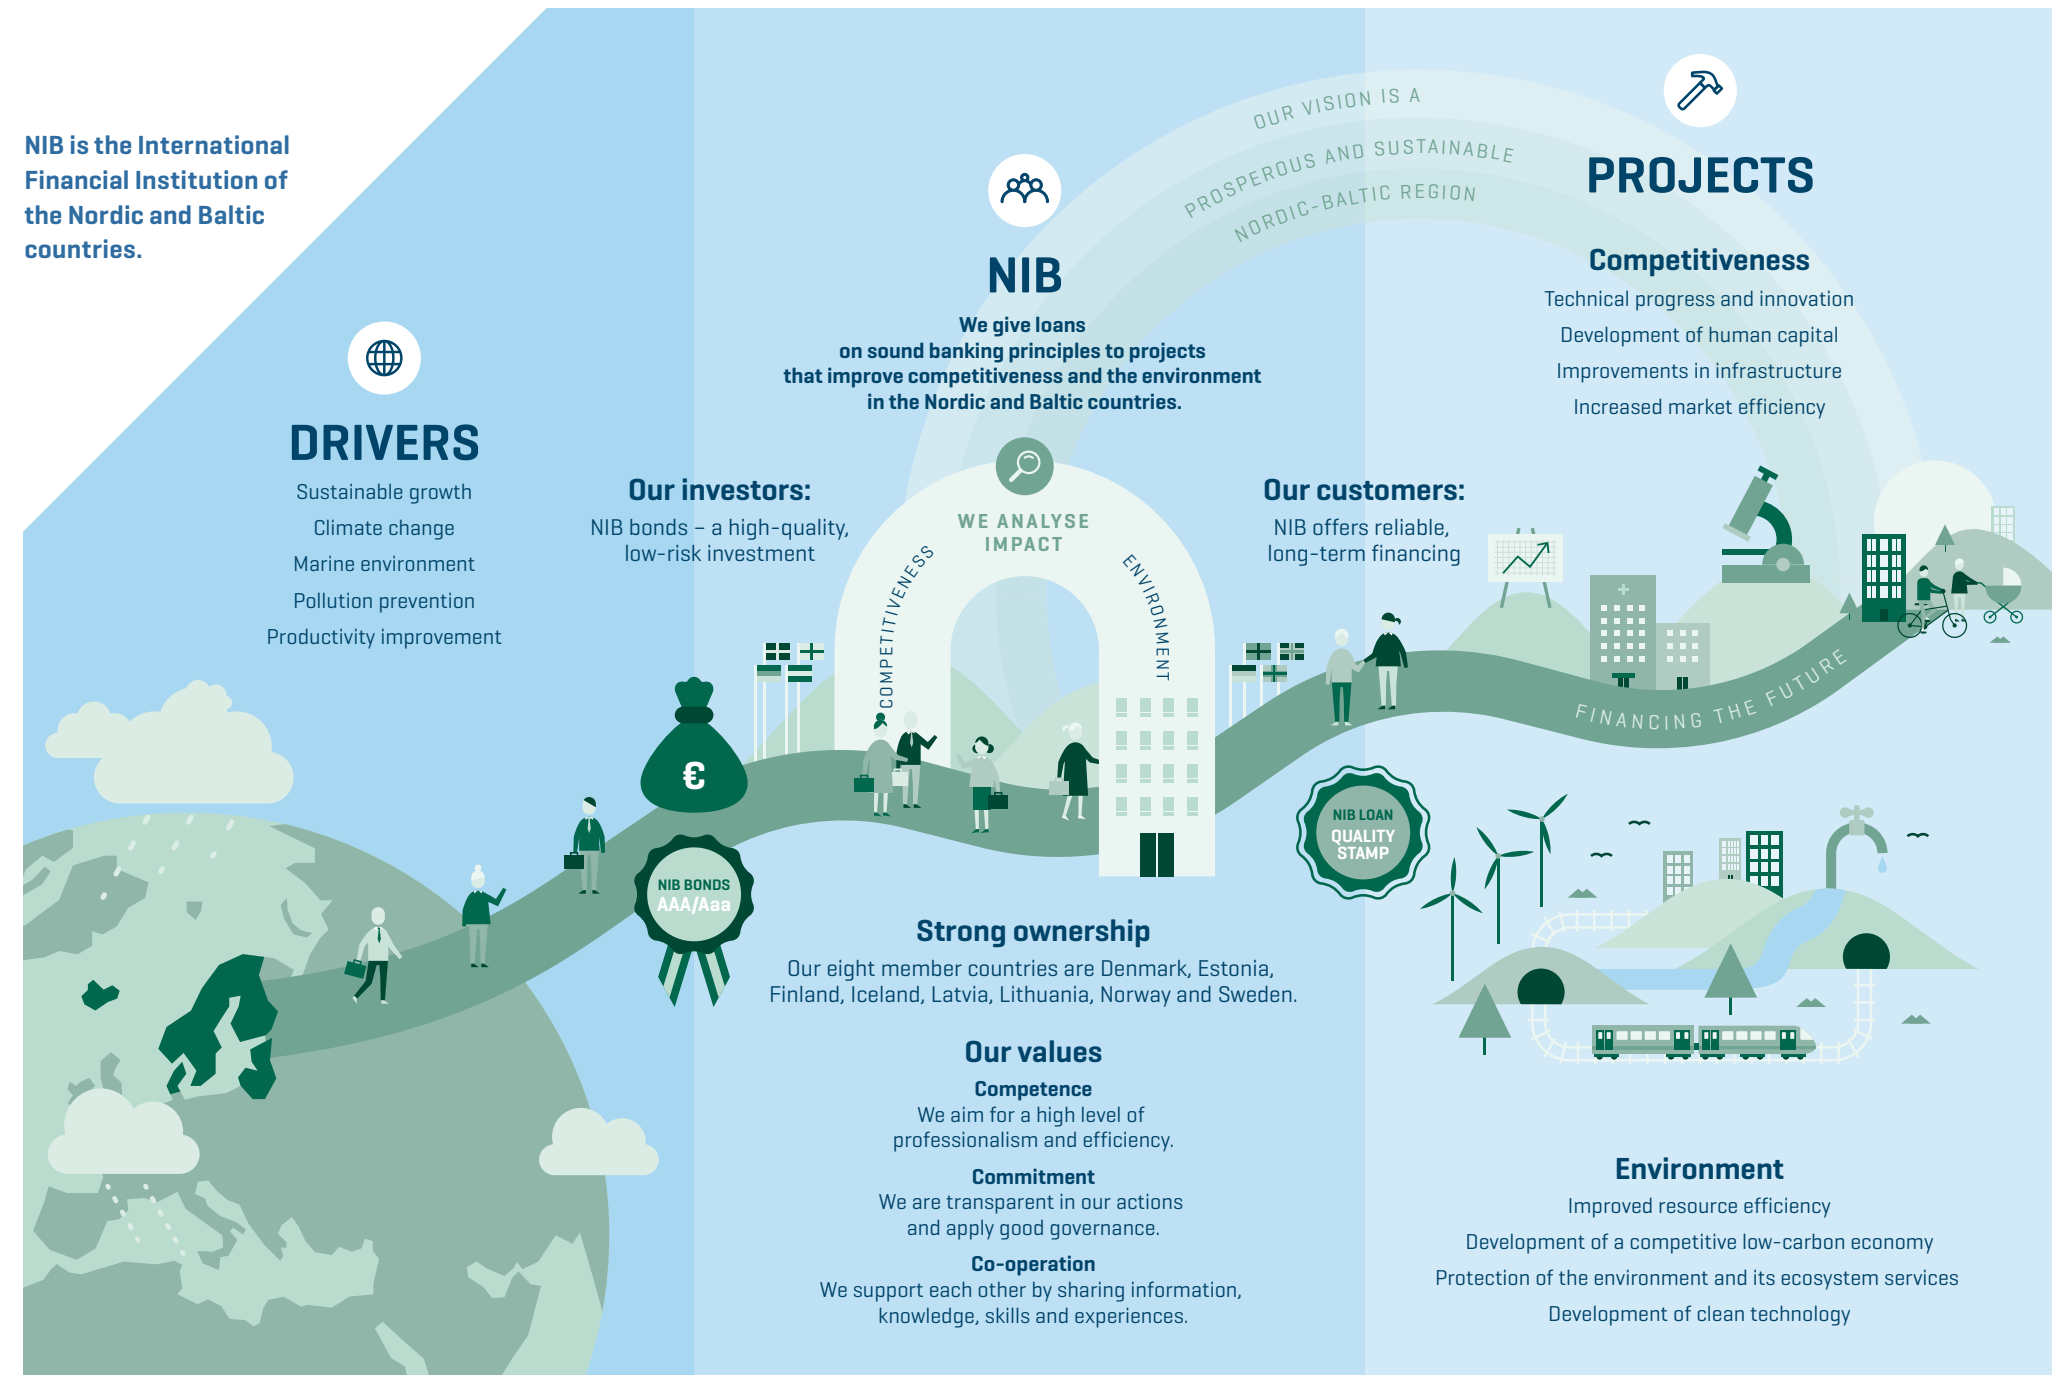 NIB is the International
Financial Institution of
the Nordic and Baltic
countries.
DRIVERS
Sustainable growth
Climate change
Marine environment
Pollution prevention
Productivity improvement
Our investors:
NIB bonds – a high-quality,
low-risk investment
€
NIB BONDS
AAA/Aaa
NIB
We give loans
on sound banking principles to projects
that improve competitiveness and the environment
in the Nordic and Baltic countries.
WE ANALYSE
IMPACT
COMPETITIVENESS
ENVIRONMENT
Strong ownership
Our eight member countries are Denmark, Estonia,
Finland, Iceland, Latvia, Lithuania, Norway and Sweden.
Our values
Competence
We aim for a high level of
professionalism and efficiency.
Commitment
We are transparent in our actions
and apply good governance.
Co-operation
We support each other by sharing information,
knowledge, skills and experiences.
OUR VISION IS A
PROSPEROUS AND SUSTAINABLE
NORDIC-BALTIC REGION
Our customers:
NIB offers reliable,
long-term financing
NIB LOAN
QUALITY
STAMP
PROJECTS
Competitiveness
Technical progress and innovation
Development of human capital
Improvements in infrastructure
Increased market efficiency
FINANCING THE FUTURE
Environment
Improved resource efficiency
Development of a competitive low-carbon economy
Protection of the environment and its ecosystem services
Development of clean technology